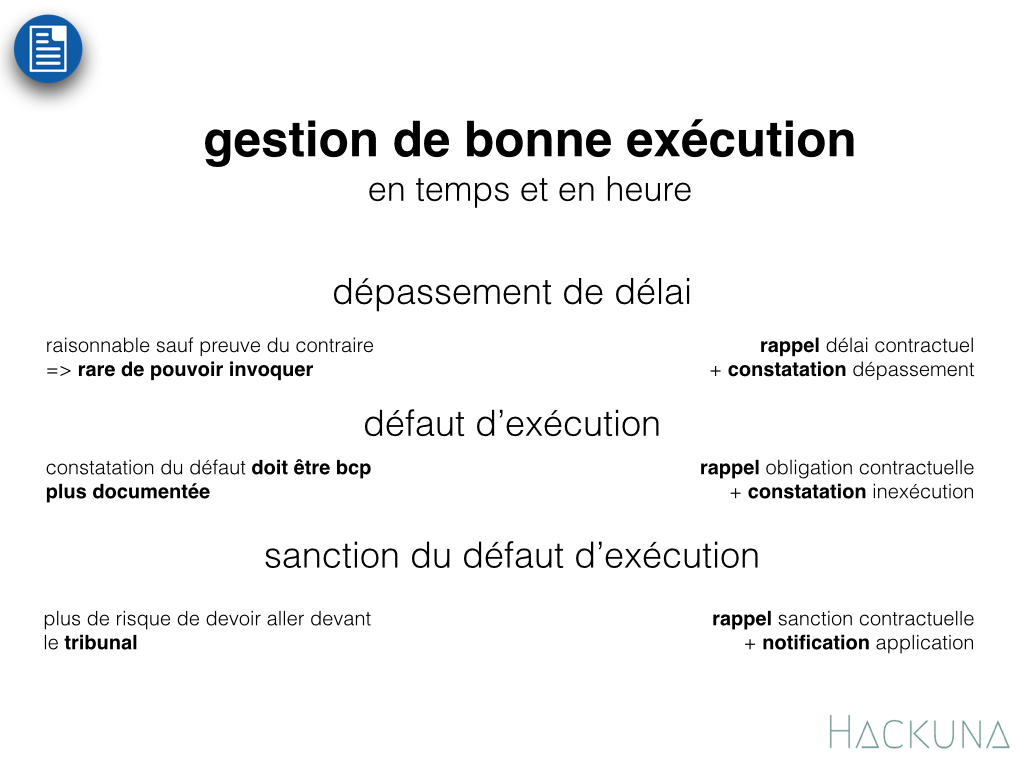 gestion de bonne exécution
en temps et en heure
dépassement de délai
raisonnable sauf preuve du contraire
=> rare de pouvoir invoquer
rappel délai contractuel
+ constatation dépassement
défaut d’exécution
constatation du défaut doit être bcp
plus documentée
rappel obligation contractuelle
+ constatation inexécution
sanction du défaut d’exécution
plus de risque de devoir aller devant
le tribunal
rappel sanction contractuelle
+ notification application
HACKUNA